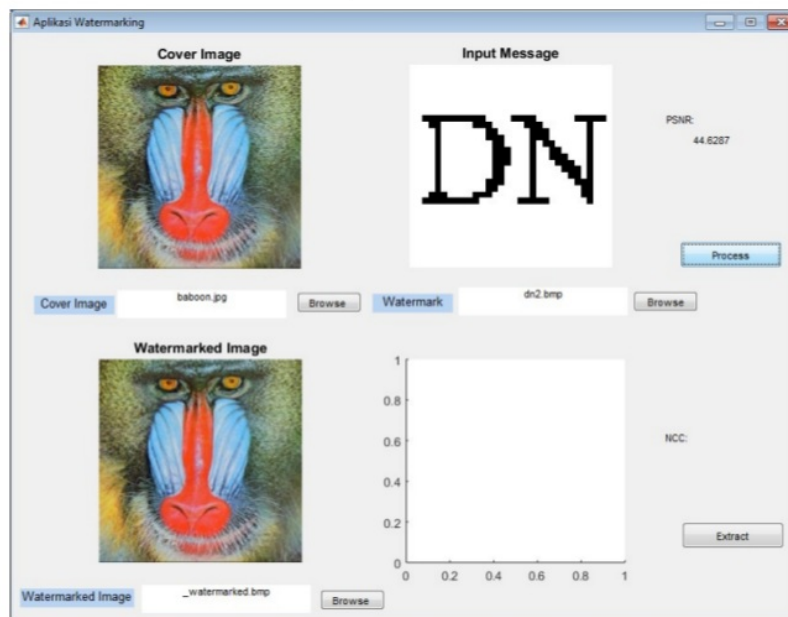 Aplikasi Watermarking
Cover Image
Input Message
DN
PSNR:
44.6287
Process
Cover Image
baboon.jpg
Browse
Watermark
dn2.bmp
Browse
Watermarked Image
1
0.8
0.6
0.4
0.2
0
0 0.2 0.4 0.6 0.8 1
NCC:
Extract
Watermarked Image
_watermarked.bmp
Browse